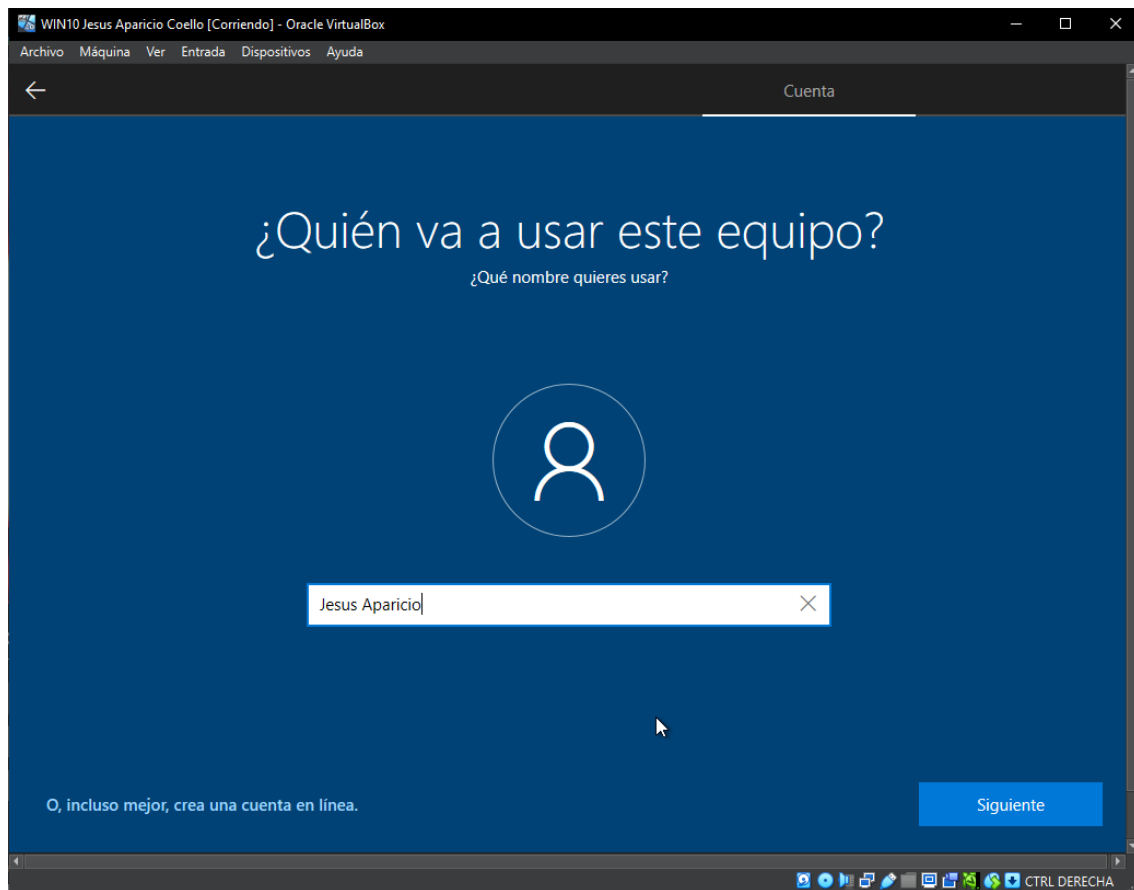 WIN10 Jesus Aparicio Coello [Corriendo] - Oracle VirtualBox
Archivo Máquina Ver Entrada Dispositivos Ayuda
Cuenta
¿Quién va a usar este equipo?
¿Qué nombre quieres usar?
Jesus Aparicio
O, incluso mejor, crea una cuenta en línea.
Siguiente
CTRL DERECHA